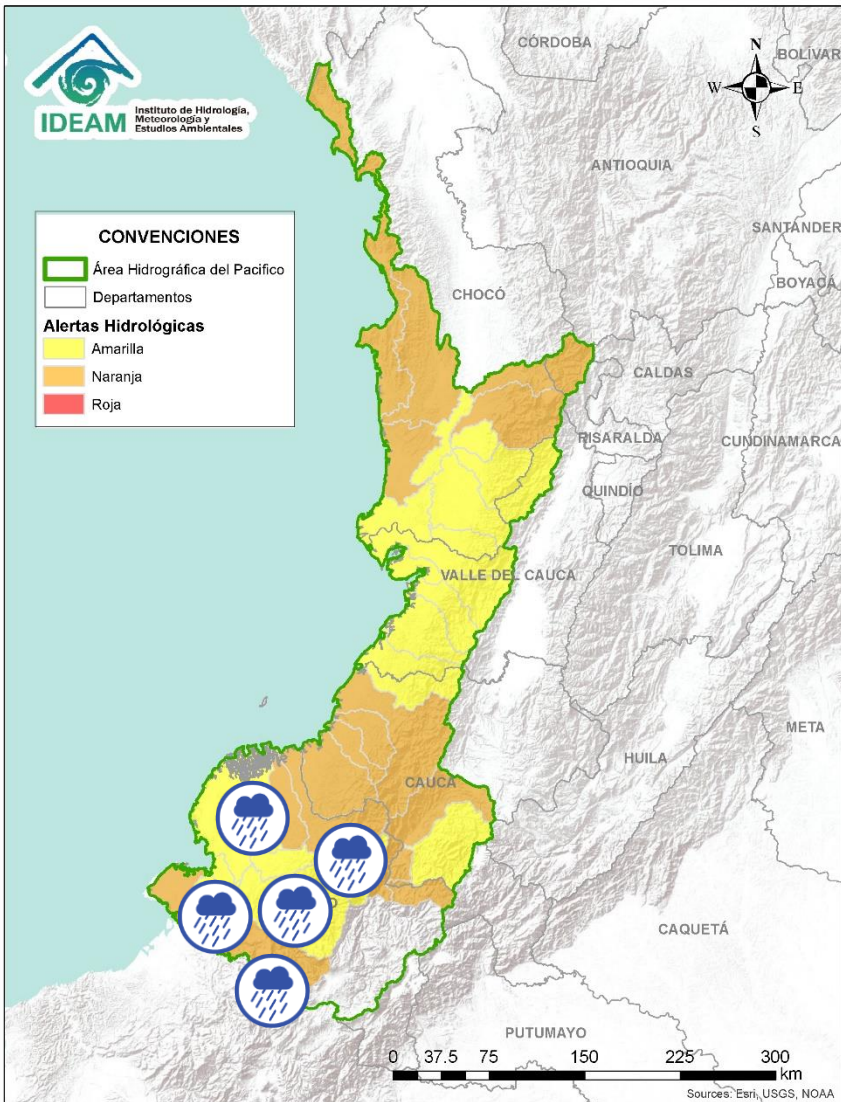 CÓRDOBA
BOLÍVAR
N
W E
S
IDEAM
Instituto de Hidrología,
Meteorología y
Estudios Ambientales
ANTIOQUIA
SANTANDER
CONVENCIONES
Área Hidrográfica del Pacifico
Departamentos
Alertas Hidrológicas
Amarilla
Naranja
Roja
BOYACÁ
CHOCÓ
CALDAS
RISARALDA
CUNDINAMARCA
QUINDÍO
TOLIMA
VALLE DEL CAUCA
META
HUILA
CAUCA
CAQUETÁ
PUTUMAYO
0 37.5 75 150 225 300
km
Sources: Esri, USGS, NOAA